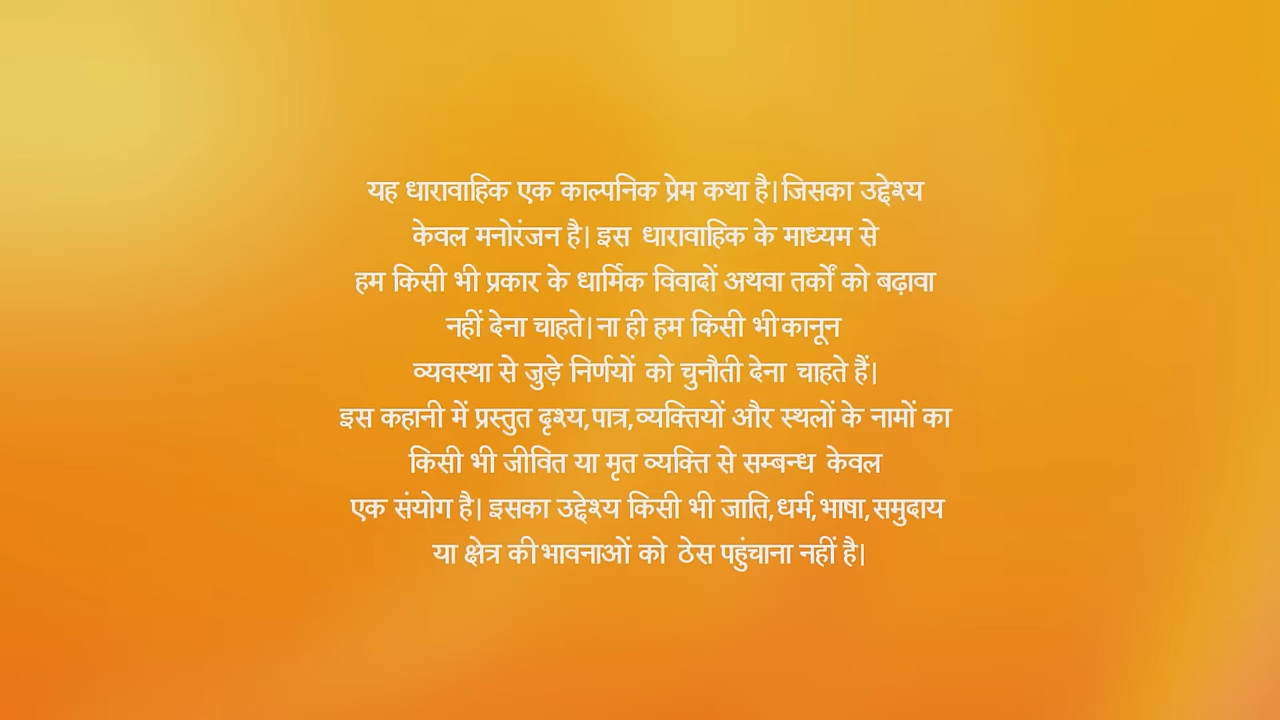 यह धारावाहिक एक काल्पनिक प्रेम कथा है|जिसका उद्देश्य
केवल मनोरंजन है| इस धारावाहिक के माध्यम से
हम किसी भी प्रकार के धार्मिक विवादों अथवा तर्कों को बढ़ावा
नहीं देना चाहते|ना ही हम किसी भी कानून
व्यवस्था से जुड़े निर्णयों को चुनौती देना चाहते हैं|
इस कहानी में प्रस्तुत दृश्य,पात्र,व्यक्तियों और स्थलों के नामों का
किसी भी जीवित या मृत व्यक्ति से सम्बन्ध केवल
एक संयोग है| इसका उद्देश्य किसी भी जाति,धर्म,भाषा,समुदाय
या क्षेत्र की भावनाओं को ठेस पहुंचाना नहीं है|